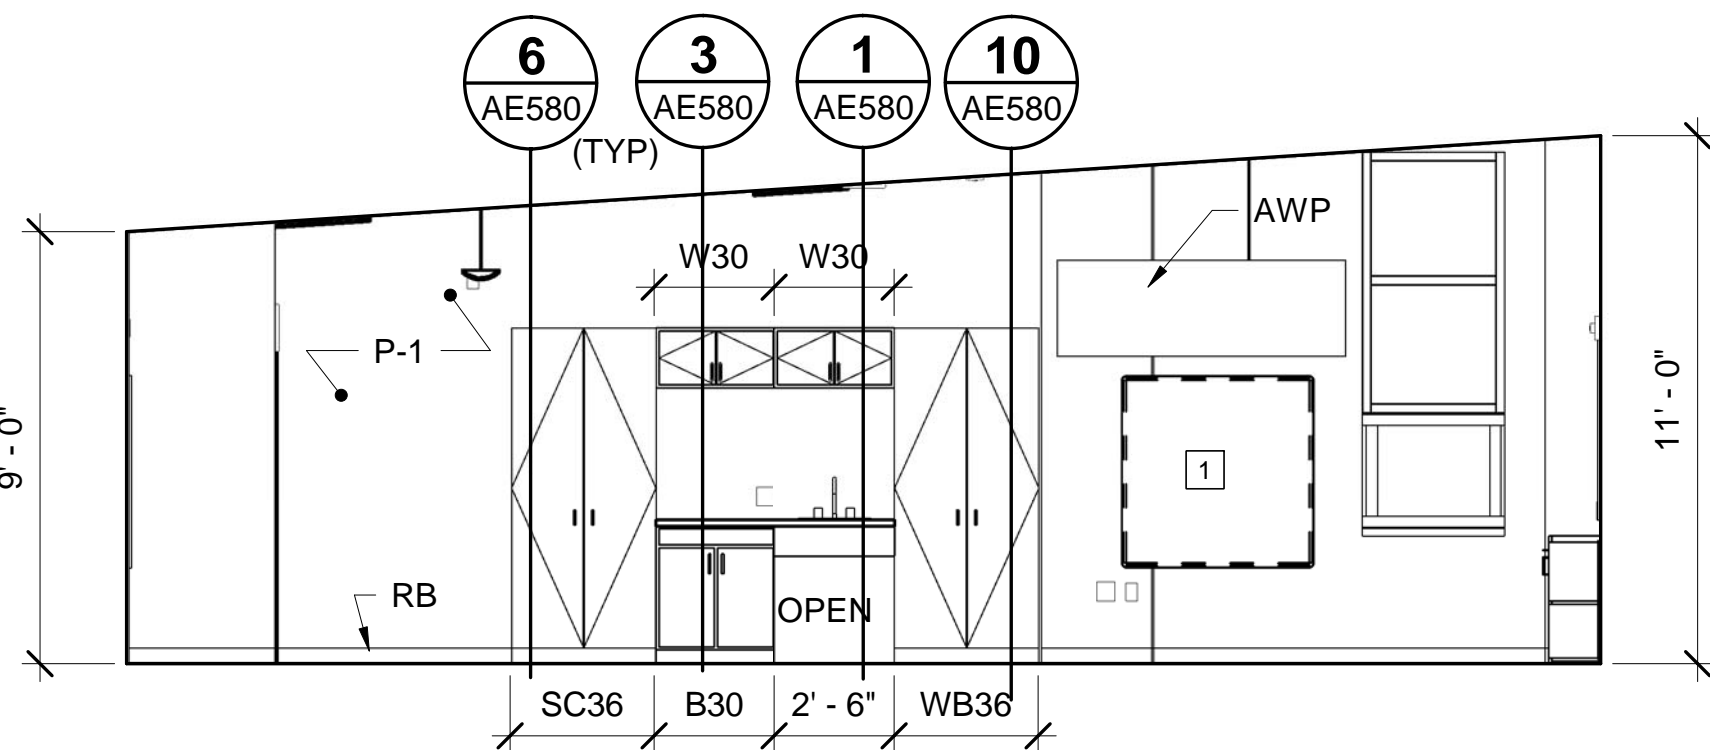 6
AE580
(TYP)
3
AE580
1
AE580
10
AE580
W30
W30
AWP
P-1
9' - 0"
11' - 0"
1
RB
OPEN
SC36
B30
2' - 6"
WB36